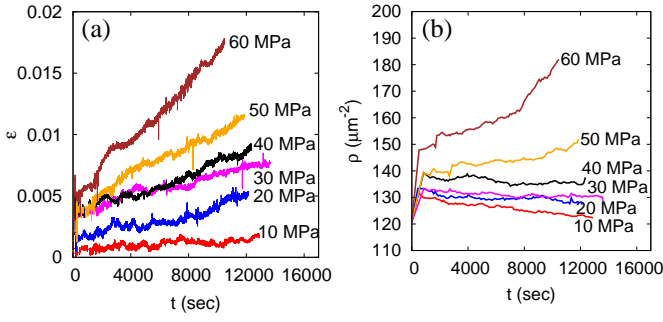 (a)
0.02
0.015
0.01
0.005
0
ε
60 MPa
50 MPa
40 MPa
30 MPa
20 MPa
10 MPa
0 4000 8000 12000 16000
t (sec)
(b)
200
190
180
170
160
150
140
130
120
110
ρ (μm⁻²)
60 MPa
50 MPa
40 MPa
30 MPa
20 MPa
10 MPa
0 4000 8000 12000 16000
t (sec)